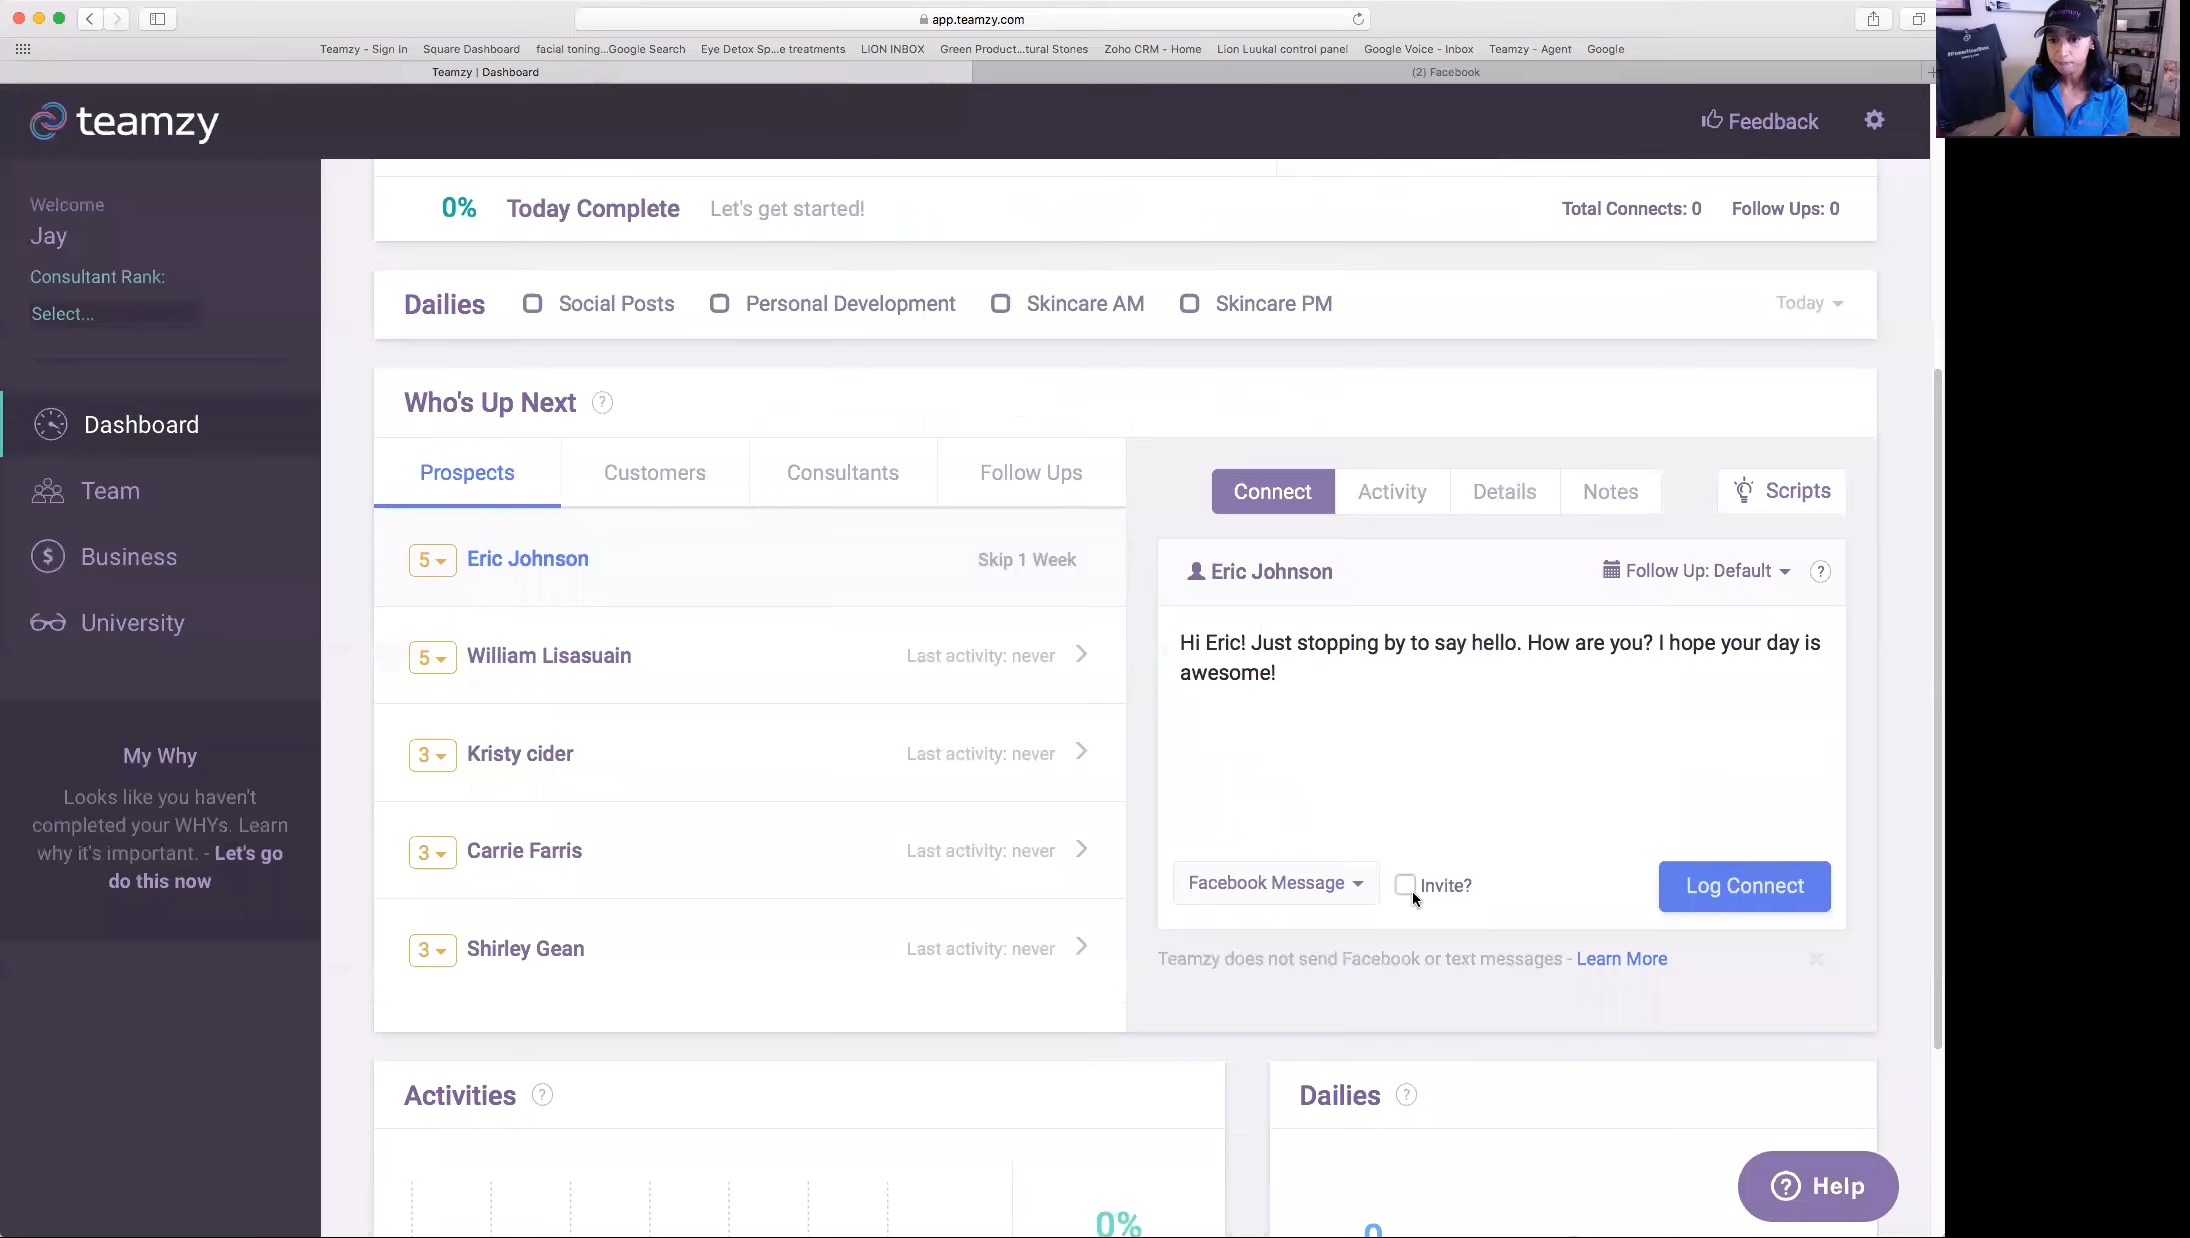 app.teamzy.com
Teamzy - Sign In Square Dashboard facial toning...Google Search Eye Detox Sp...e treatments LION INBOX Green Product...tural Stones Zoho CRM - Home Lion Luukal control panel Google Voice - Inbox Teamzy - Agent Google
Teamzy | Dashboard (2) Facebook
teamzy
Feedback
Welcome
Jay
Consultant Rank:
Select...
Dashboard
Team
Business
University
My Why
Looks like you haven't
completed your WHYs. Learn
why it's important. - Let's go
do this now
0% Today Complete Let's get started! Total Connects: 0 Follow Ups: 0
Dailies Social Posts Personal Development Skincare AM Skincare PM Today
Who's Up Next ?
Prospects Customers Consultants Follow Ups
5 Eric Johnson Skip 1 Week
5 William Lisasuain Last activity: never
3 Kristy cider Last activity: never
3 Carrie Farris Last activity: never
3 Shirley Gean Last activity: never
Connect Activity Details Notes Scripts
Eric Johnson Follow Up: Default ?
Hi Eric! Just stopping by to say hello. How are you? I hope your day is
awesome!
Facebook Message Invite? Log Connect
Teamzy does not send Facebook or text messages - Learn More
Activities ?
0%
Dailies ?
0
? Help